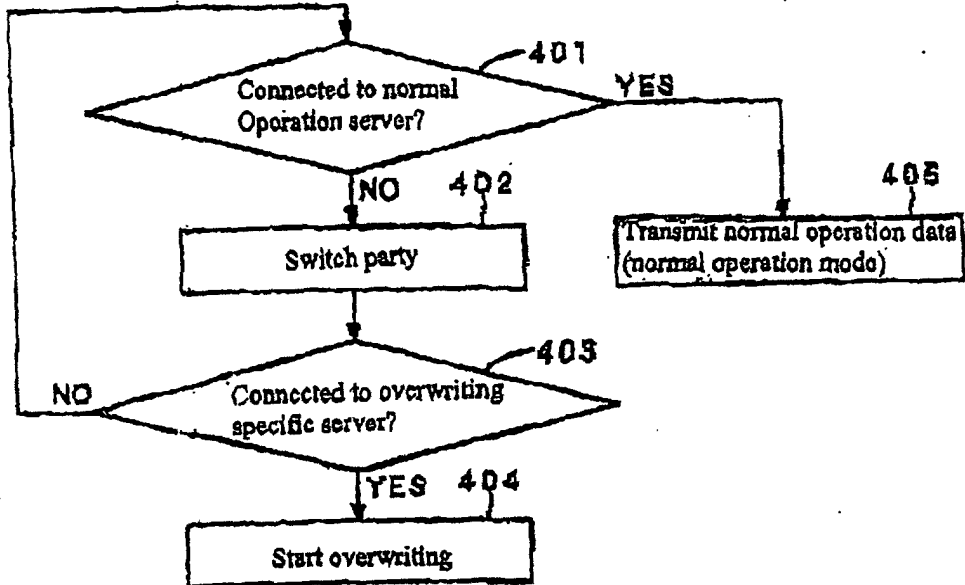 401
Connected to normal
Operation server?
YES
NO
402
Switch party
405
Transmit normal operation data
(normal operation mode)
403
Connected to overwriting
specific server?
NO
YES
404
Start overwriting